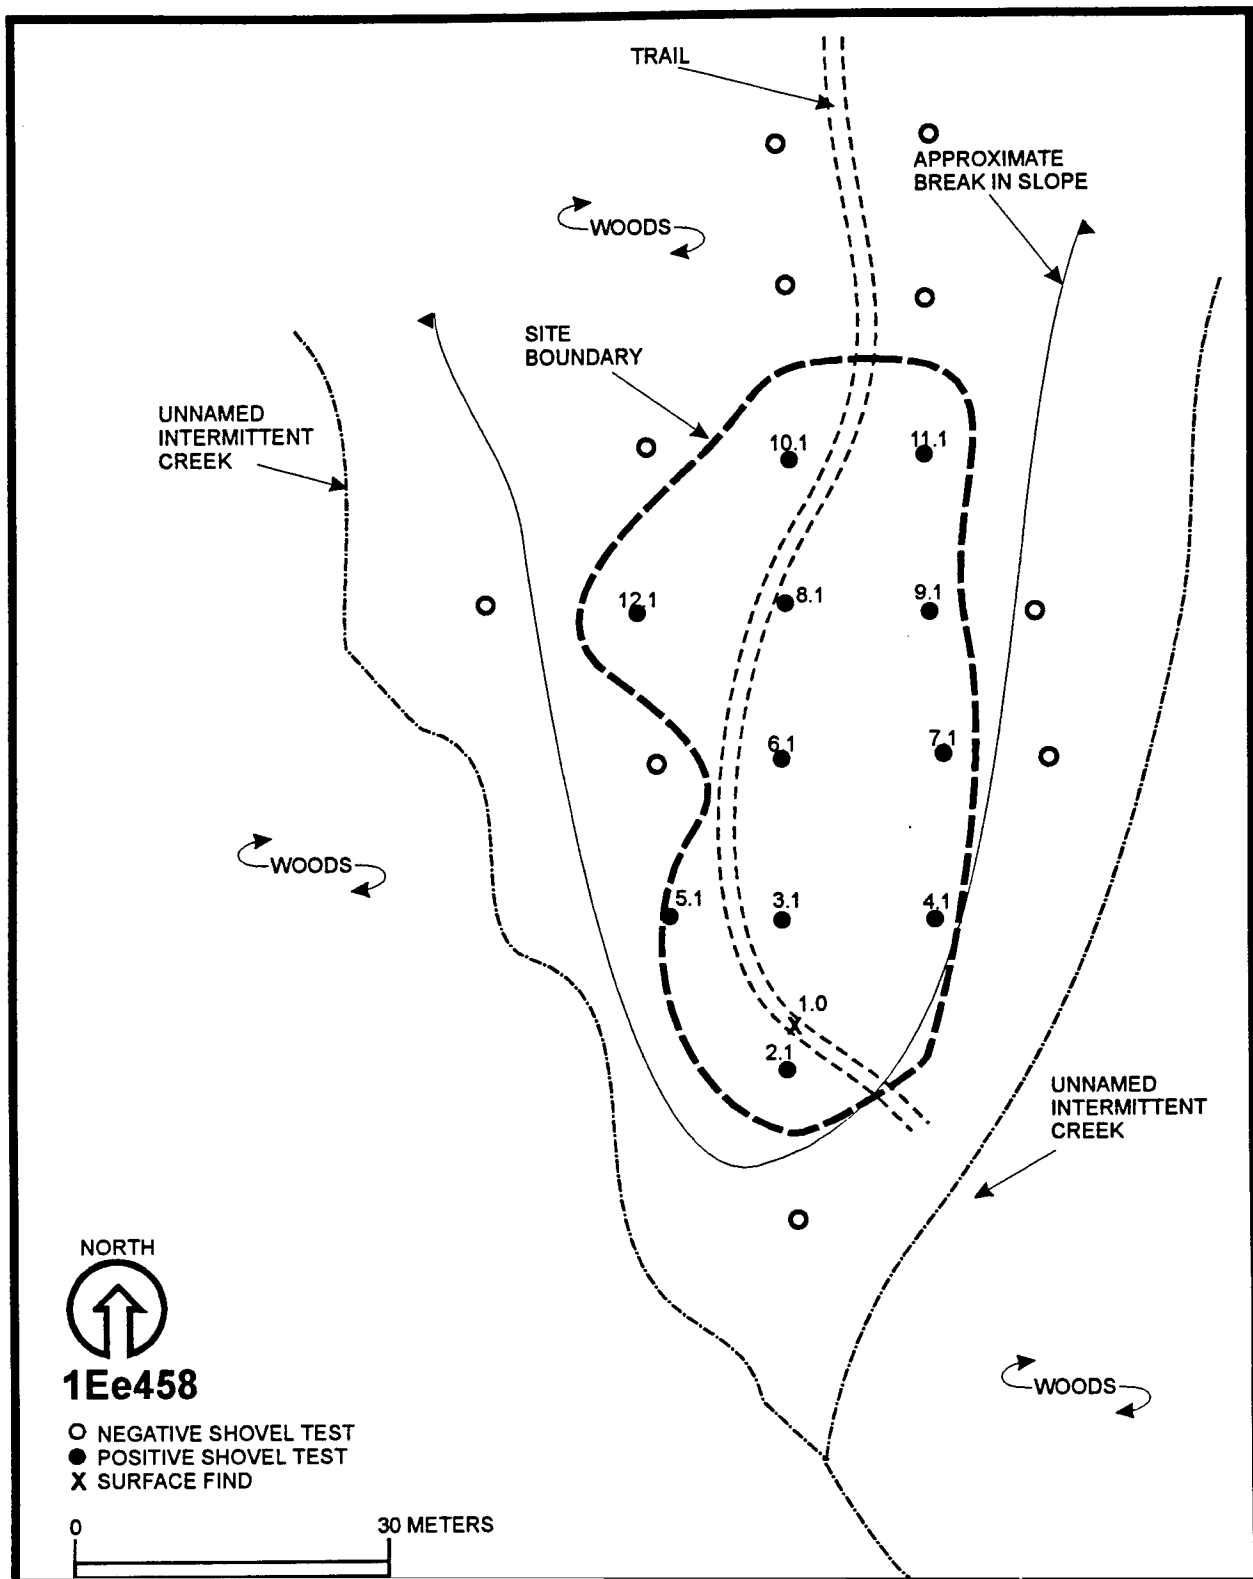 TRAIL
APPROXIMATE
BREAK IN SLOPE
WOODS
SITE
BOUNDARY
UNNAMED
INTERMITTENT
CREEK
10.1
11.1
12.1
8.1
9.1
6.1
7.1
WOODS
5.1
3.1
4.1
1.0
2.1
UNNAMED
INTERMITTENT
CREEK
NORTH
1Ee458
NEGATIVE SHOVEL TEST
POSITIVE SHOVEL TEST
X SURFACE FIND
WOODS
0 30 METERS